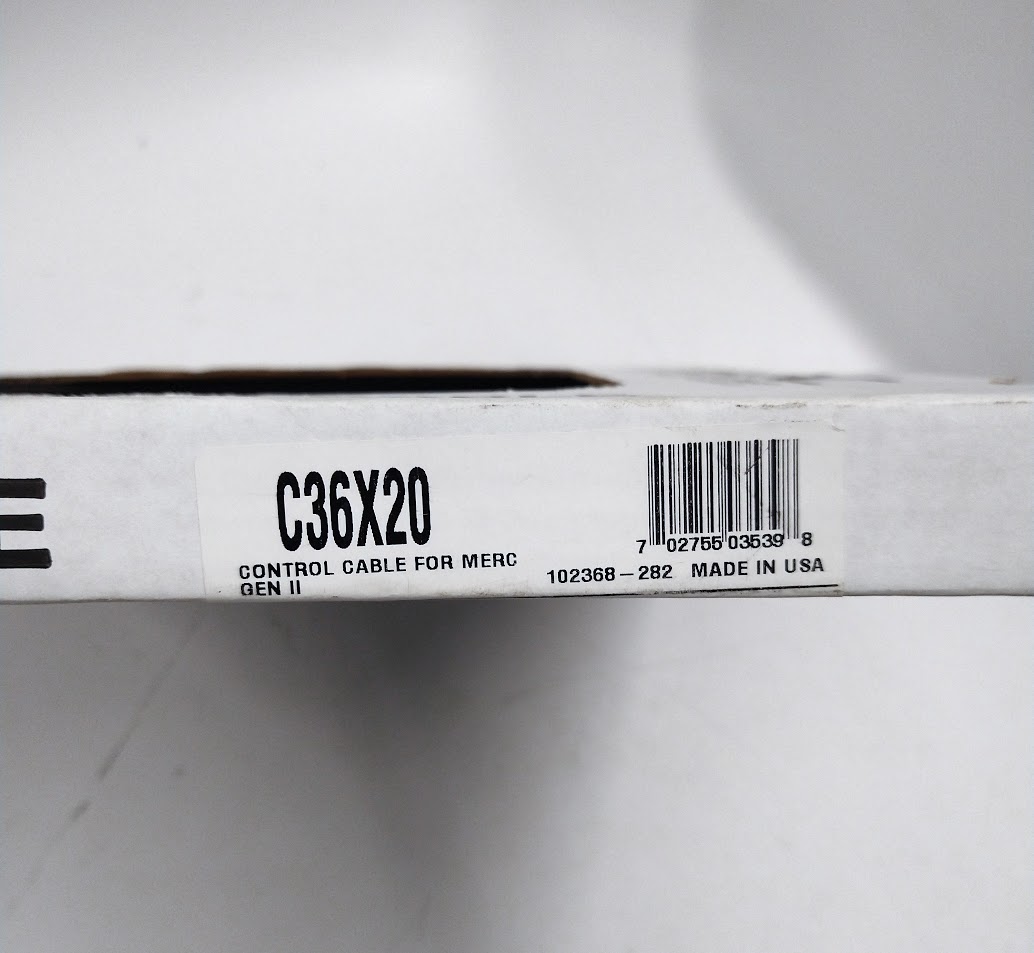 E
C36X20
CONTROL CABLE FOR MERC
GEN II
7 02755 03539 8
102368-282 MADE IN USA